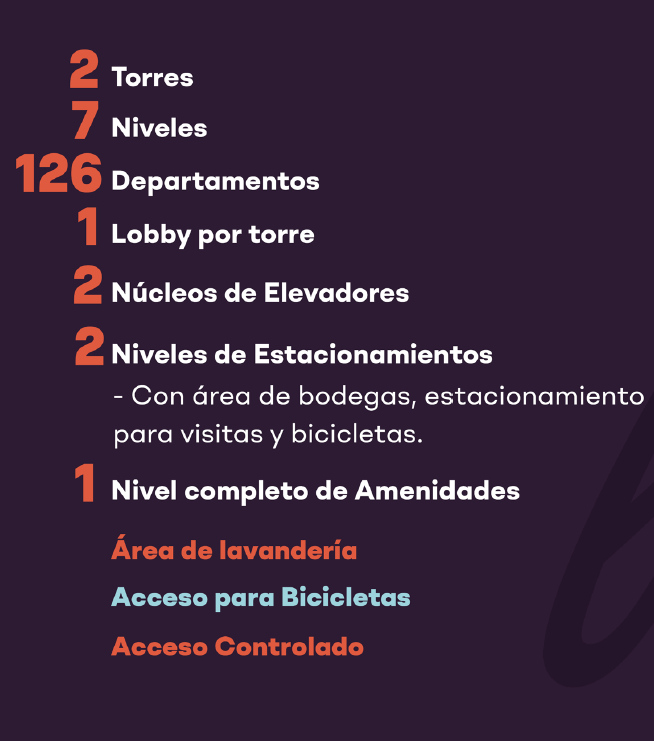 2 Torres
7 Niveles
126 Departamentos
1 Lobby por torre
2 Núcleos de Elevadores
2 Niveles de Estacionamientos
- Con área de bodegas, estacionamiento
para visitas y bicicletas.
1 Nivel completo de Amenidades
Área de lavandería
Acceso para Bicicletas
Acceso Controlado